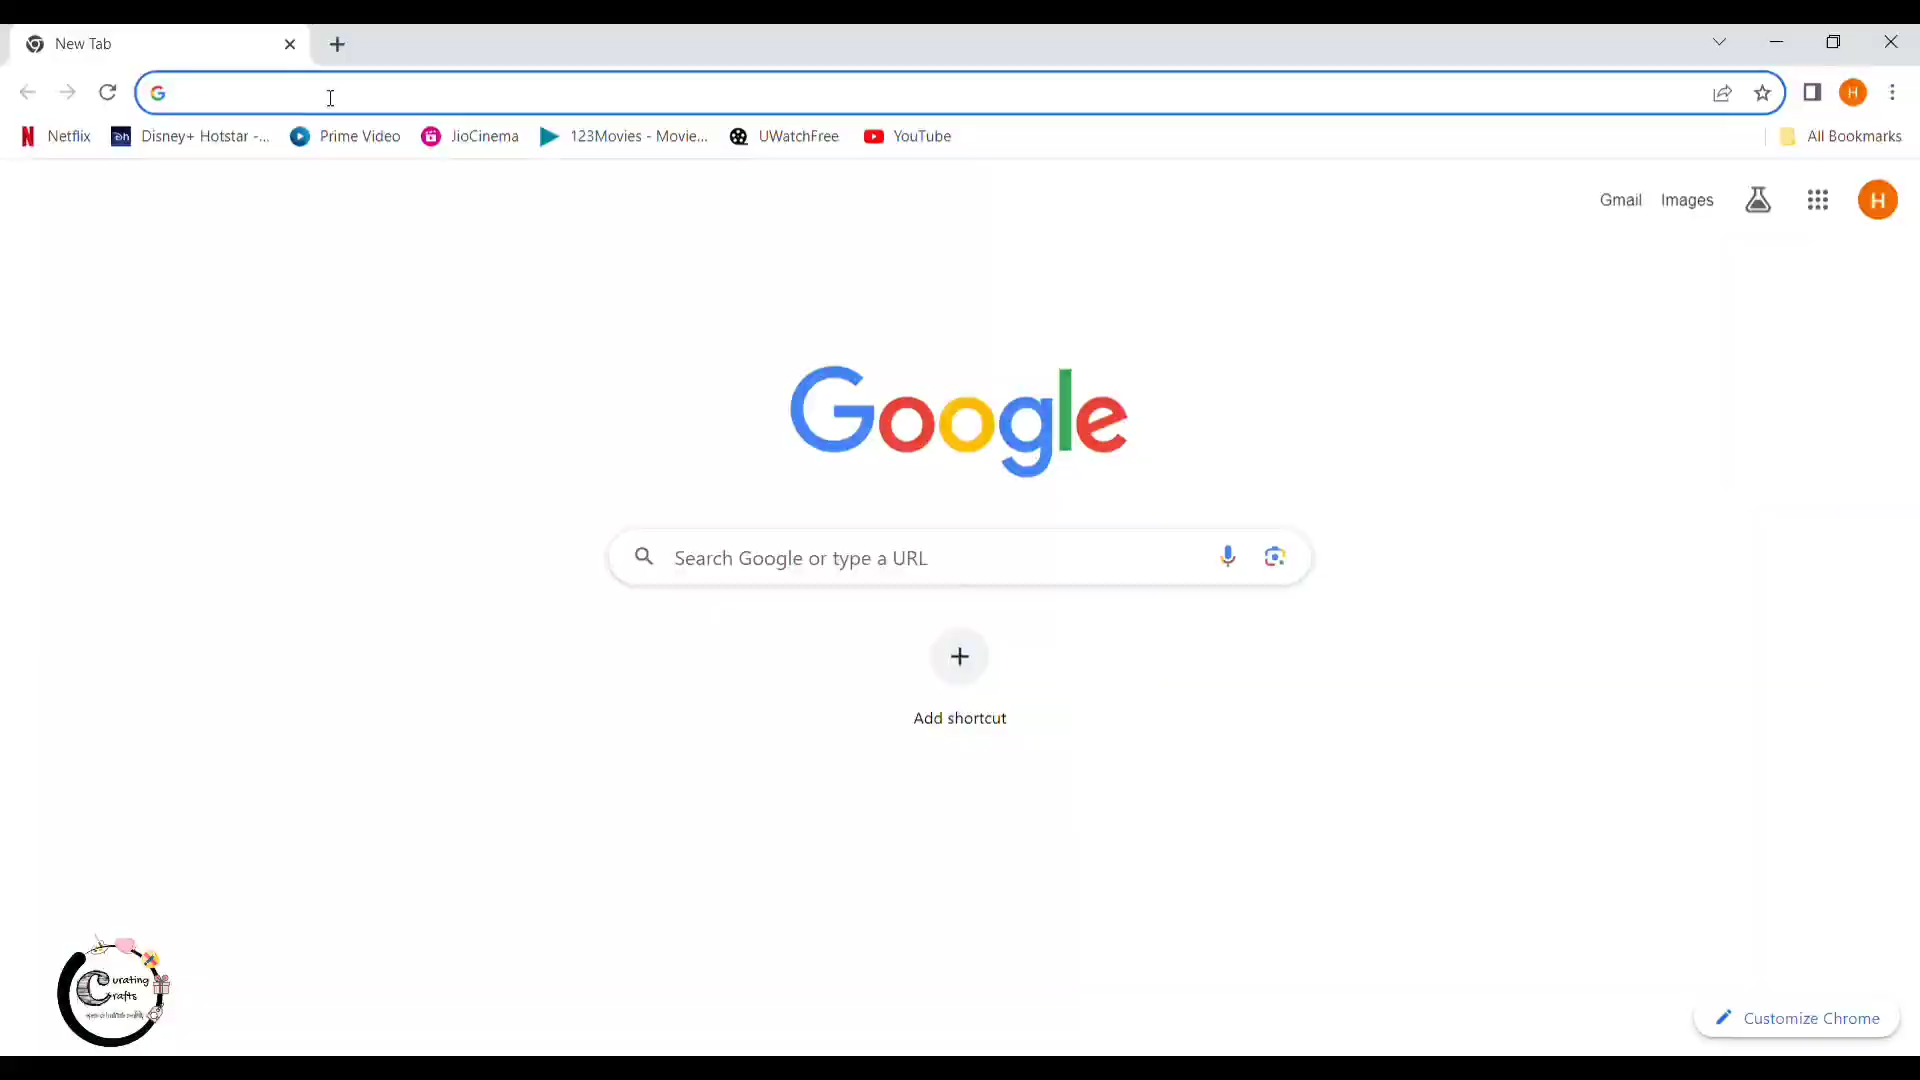 New Tab
Netflix
Disney+ Hotstar -...
Prime Video
JioCinema
123Movies - Movie...
UWatchFree
YouTube
All Bookmarks
Gmail
Images
H
H
Google
Search Google or type a URL
Add shortcut
Curating
Crafts
Customize Chrome